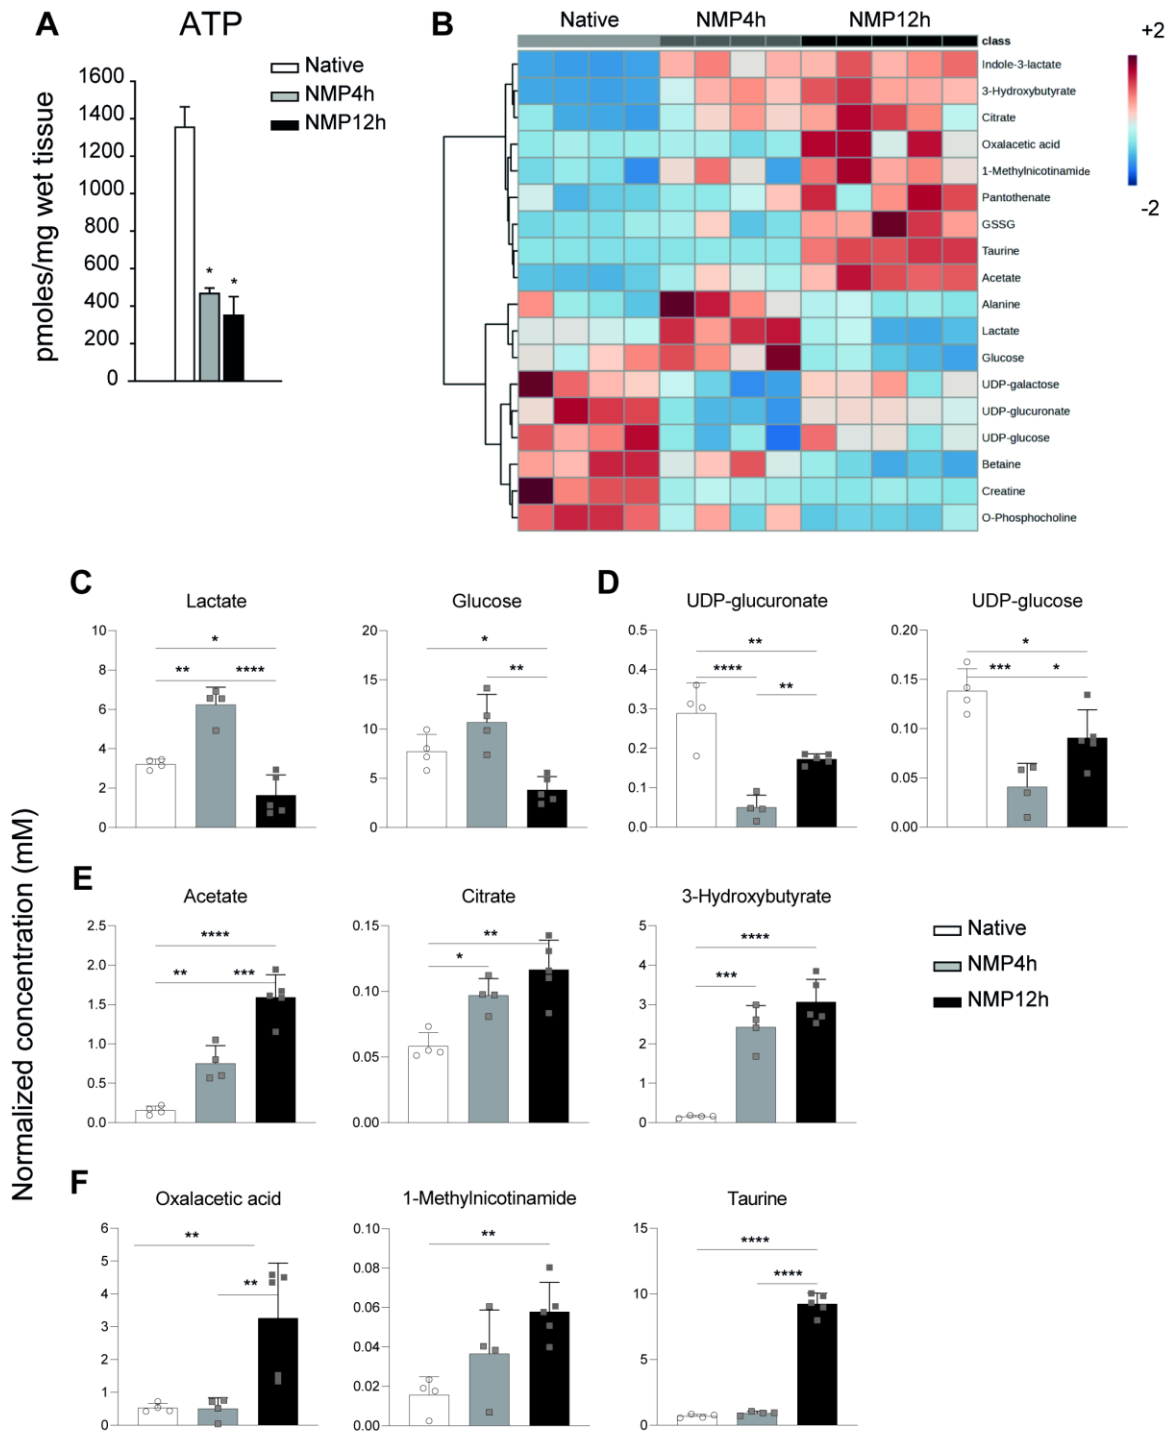 A
ATP
Native
NMP4h
NMP12h
1600
1400
1200
1000
800
600
400
200
0
pmoles/mg wet tissue
*
*
B
Native NMP4h NMP12h
class
Indole-3-lactate
3-Hydroxybutyrate
Citrate
Oxalacetic acid
1-Methylnicotinamide
Pantothenate
GSSG
Taurine
Acetate
Alanine
Lactate
Glucose
UDP-galactose
UDP-glucuronate
UDP-glucose
Betaine
Creatine
O-Phosphocholine
+2
-2
Normalized concentration (mM)
C
Lactate
10
8
6
4
2
0
*
** ****
Glucose
20
15
10
5
0
*
**
D
UDP-glucuronate
0.5
0.4
0.3
0.2
0.1
0.0
**
****
**
UDP-glucose
0.20
0.15
0.10
0.05
0.00
*
*** *
E
Acetate
2.5
2.0
1.5
1.0
0.5
0.0
****
** ***
Citrate
0.15
0.10
0.05
0.00
**
*
3-Hydroxybutyrate
5
4
3
2
1
0
****
***
Native
NMP4h
NMP12h
F
Oxalacetic acid
6
5
4
3
2
1
0
**
**
1-Methylnicotinamide
0.10
0.08
0.06
0.04
0.02
0.00
**
Taurine
15
10
5
0
****
****